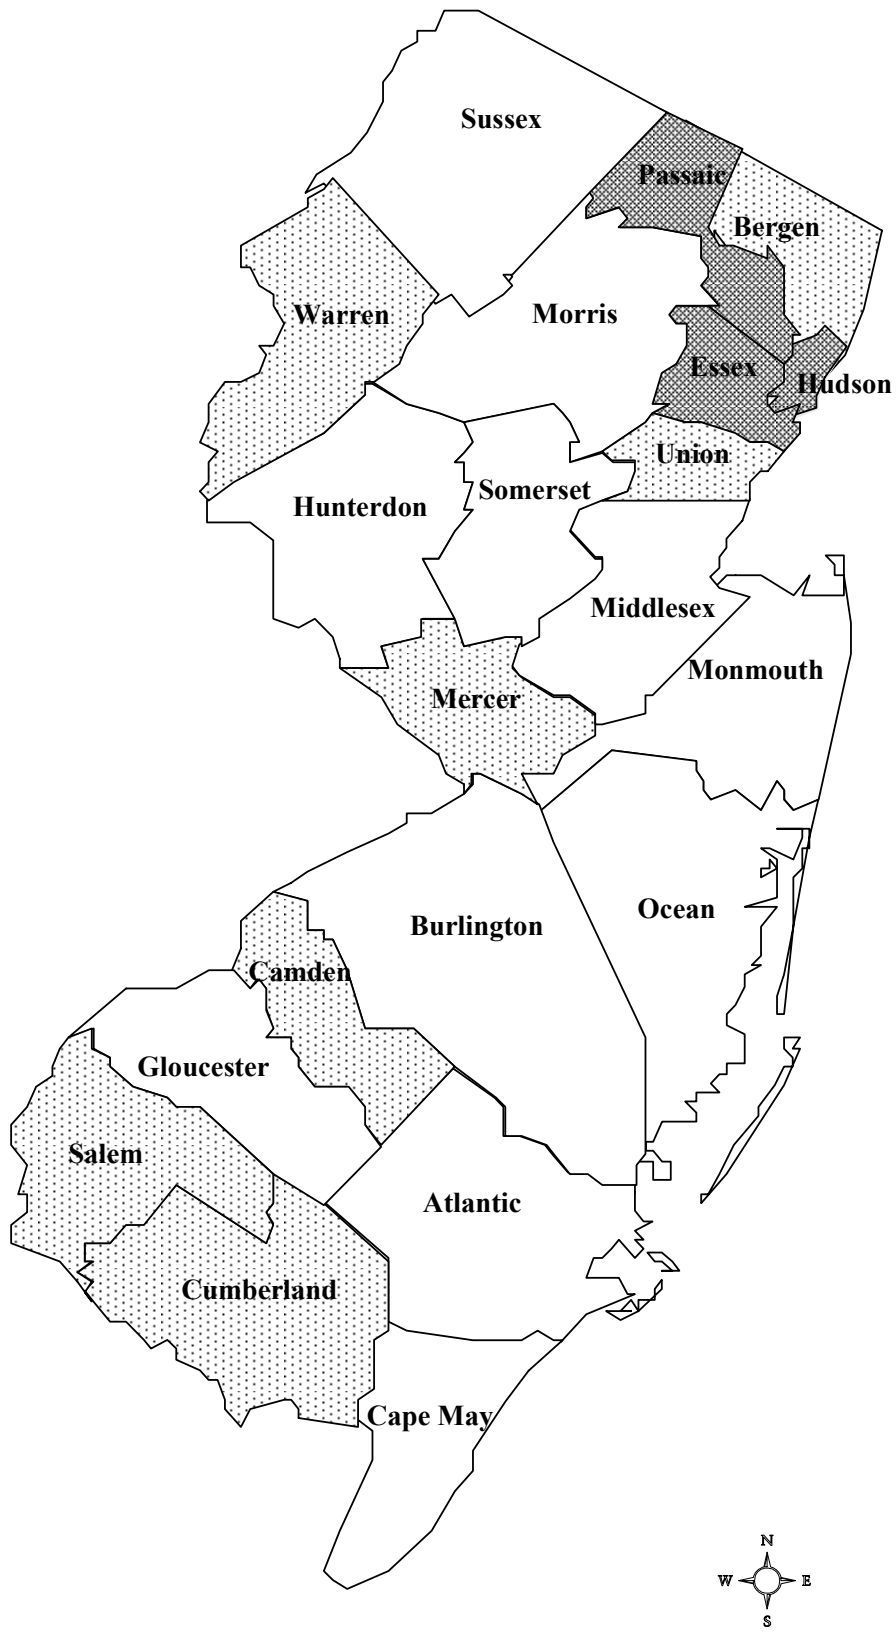 Sussex
Passaic
Bergen
Warren
Morris
Essex
Hudson
Union
Somerset
Hunterdon
Middlesex
Monmouth
Mercer
Ocean
Burlington
Camden
Gloucester
Salem
Atlantic
Cumberland
Cape May
N
W E
S